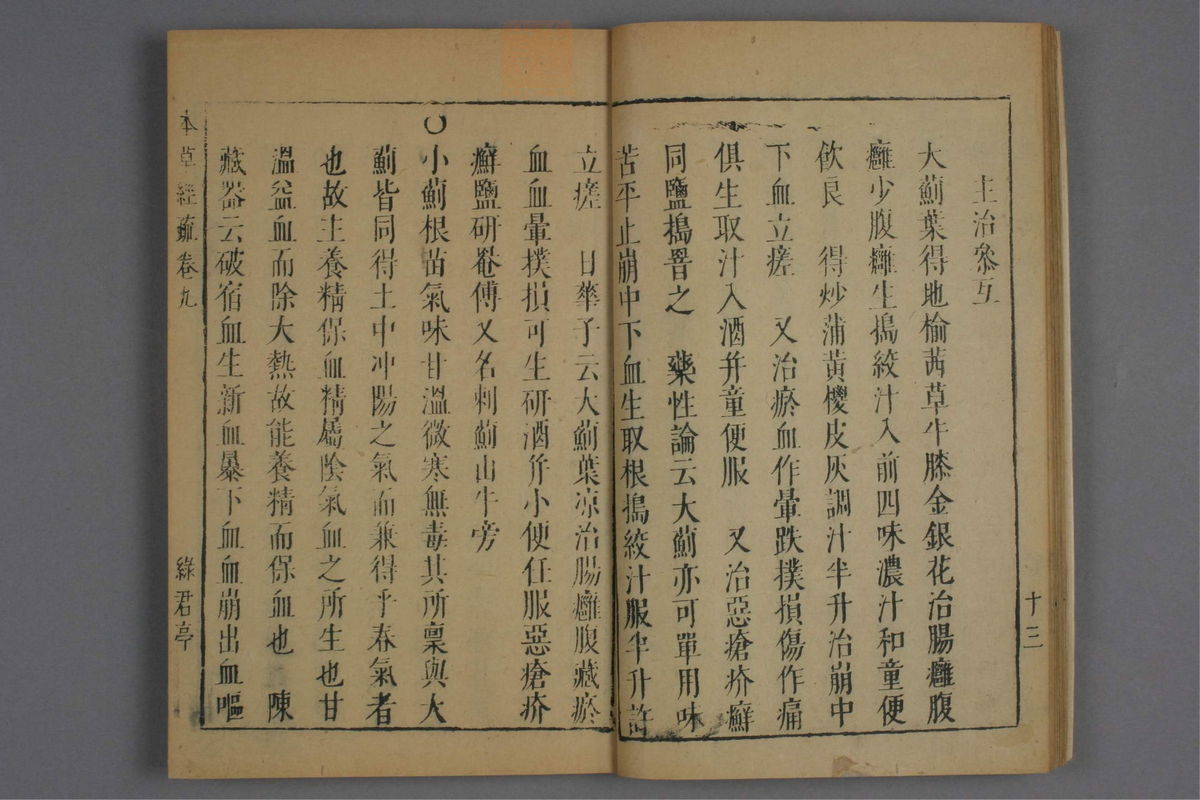 十三
主治叅互
大薊葉得地榆茜草牛膝金銀花治腸癰腹
癰少腹癰生搗絞汁入前四味濃汁和童便
飲良　得炒蒲黃㯶皮灰調汁半升治崩中
下血立瘥　又治瘀血作暈跌撲損傷作痛
俱生取汁入酒幷童便服　又治惡瘡疥癬
同鹽搗罯之　藥性論云大薊亦可單用味
苦平止崩中下血生取根搗絞汁服半升許
立瘥　日華子云大薊葉凉治腸癰腹藏瘀
血血暈撲損可生研酒幷小便任服惡瘡疥
癬鹽研罨傅又名刺薊山牛旁
○小薊根苗氣味甘溫微寒無毒其所稟與大
薊皆同得土中冲陽之氣而兼得乎春氣者
也故主養精保血精屬陰氣血之所生也甘
溫益血而除大熱故能養精而保血也　陳
藏器云破宿血生新血暴下血血崩出血嘔
本草經疏卷九
綠君亭